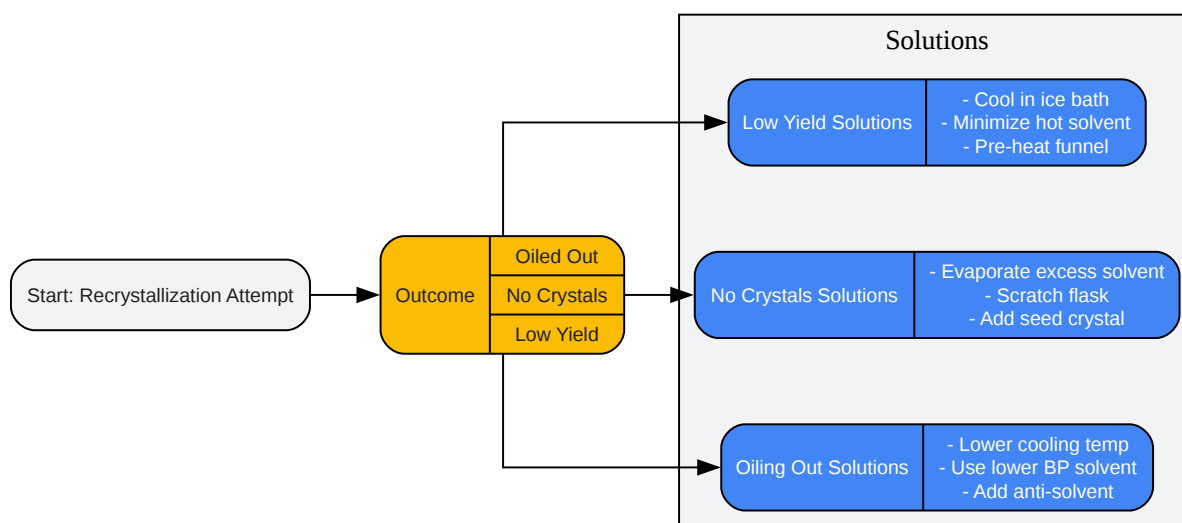 Solutions
Start: Recrystallization Attempt
Outcome
Oiled Out
No Crystals
Low Yield
Low Yield Solutions
- Cool in ice bath
- Minimize hot solvent
- Pre-heat funnel
No Crystals Solutions
- Evaporate excess solvent
- Scratch flask
- Add seed crystal
Oiling Out Solutions
- Lower cooling temp
- Use lower BP solvent
- Add anti-solvent